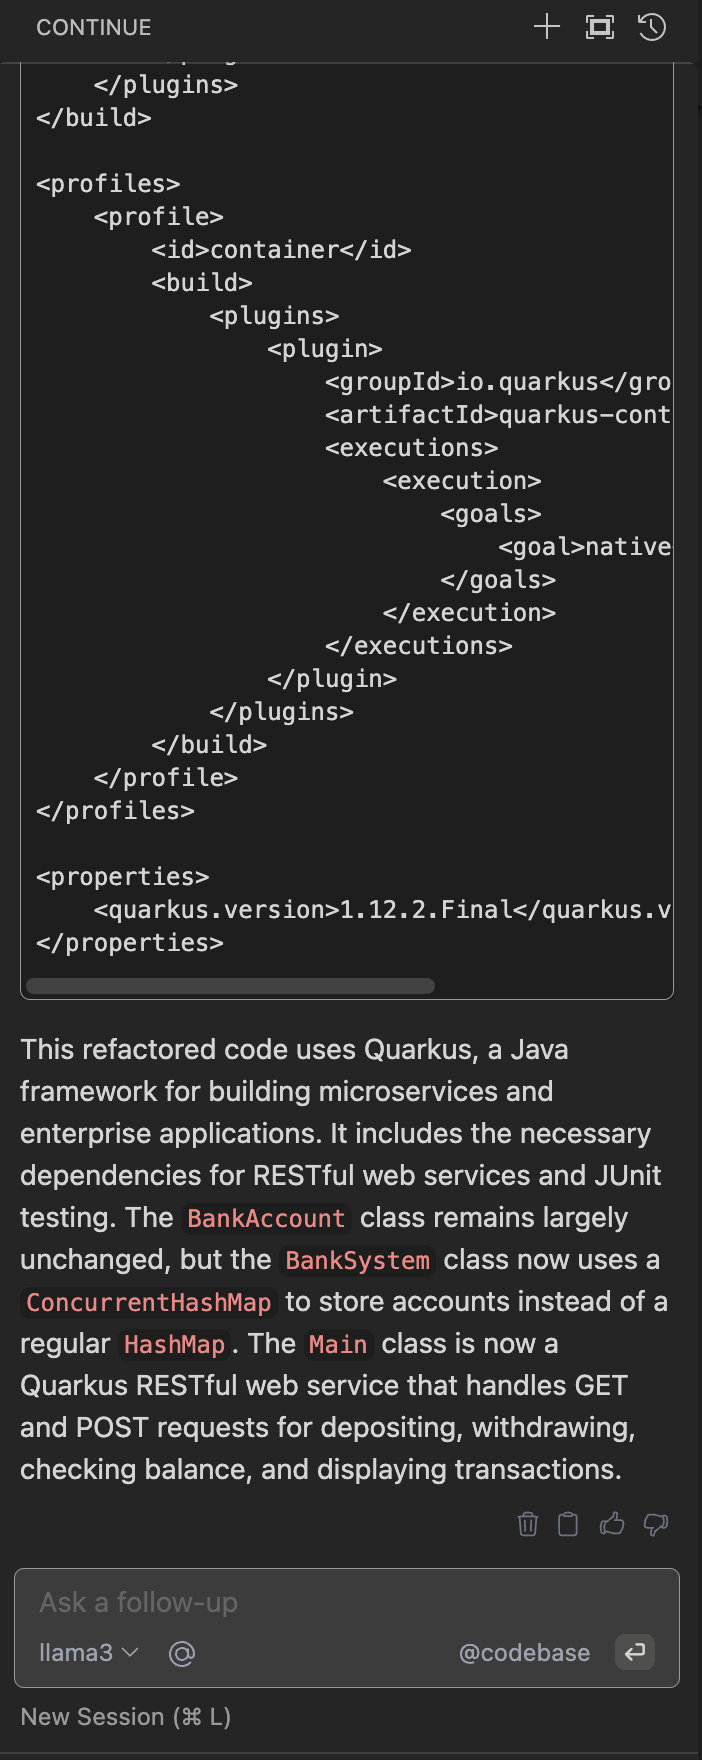 CONTINUE
</plugins>
</build>
<profiles>
<profile>
<id>container</id>
<build>
<plugins>
<plugin>
<groupId>io.quarkus</gro
<artifactId>quarkus-cont
<executions>
<execution>
<goals>
<goal>native
</goals>
</execution>
</executions>
</plugin>
</plugins>
</build>
</profile>
</profiles>
<properties>
<quarkus.version>1.12.2.Final</quarkus.v
</properties>
This refactored code uses Quarkus, a Java
framework for building microservices and
enterprise applications. It includes the necessary
dependencies for RESTful web services and JUnit
testing. The BankAccount class remains largely
unchanged, but the BankSystem class now uses a
ConcurrentHashMap to store accounts instead of a
regular HashMap. The Main class is now a
Quarkus RESTful web service that handles GET
and POST requests for depositing, withdrawing,
checking balance, and displaying transactions.
Ask a follow-up
llama3 @ @codebase
New Session (⌘ L)